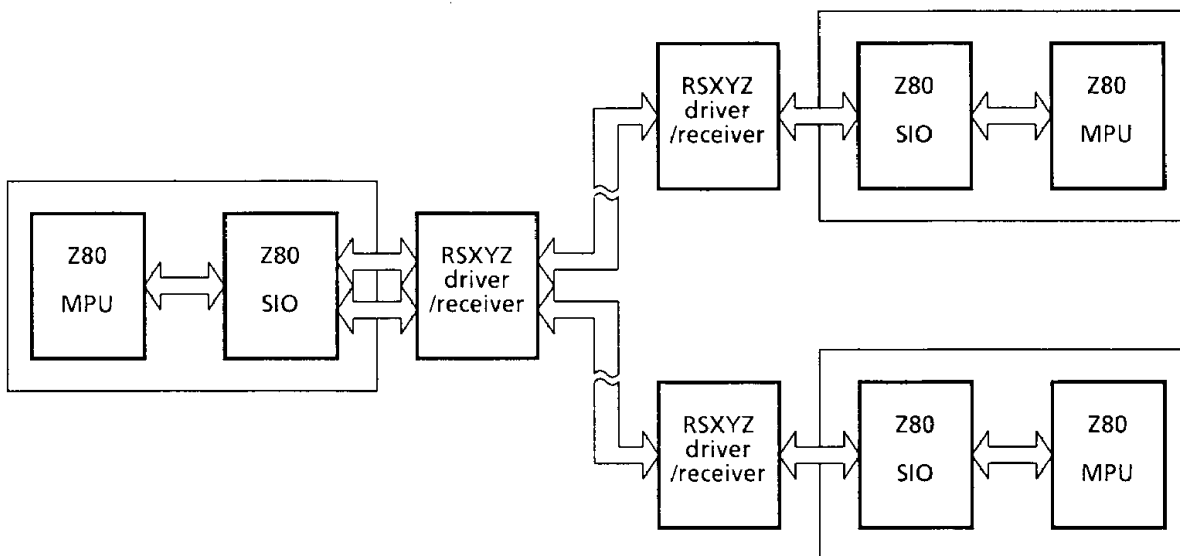 RSXYZ
driver
/receiver
Z80
SIO
Z80
MPU
Z80
MPU
Z80
SIO
RSXYZ
driver
/receiver
RSXYZ
driver
/receiver
Z80
SIO
Z80
MPU